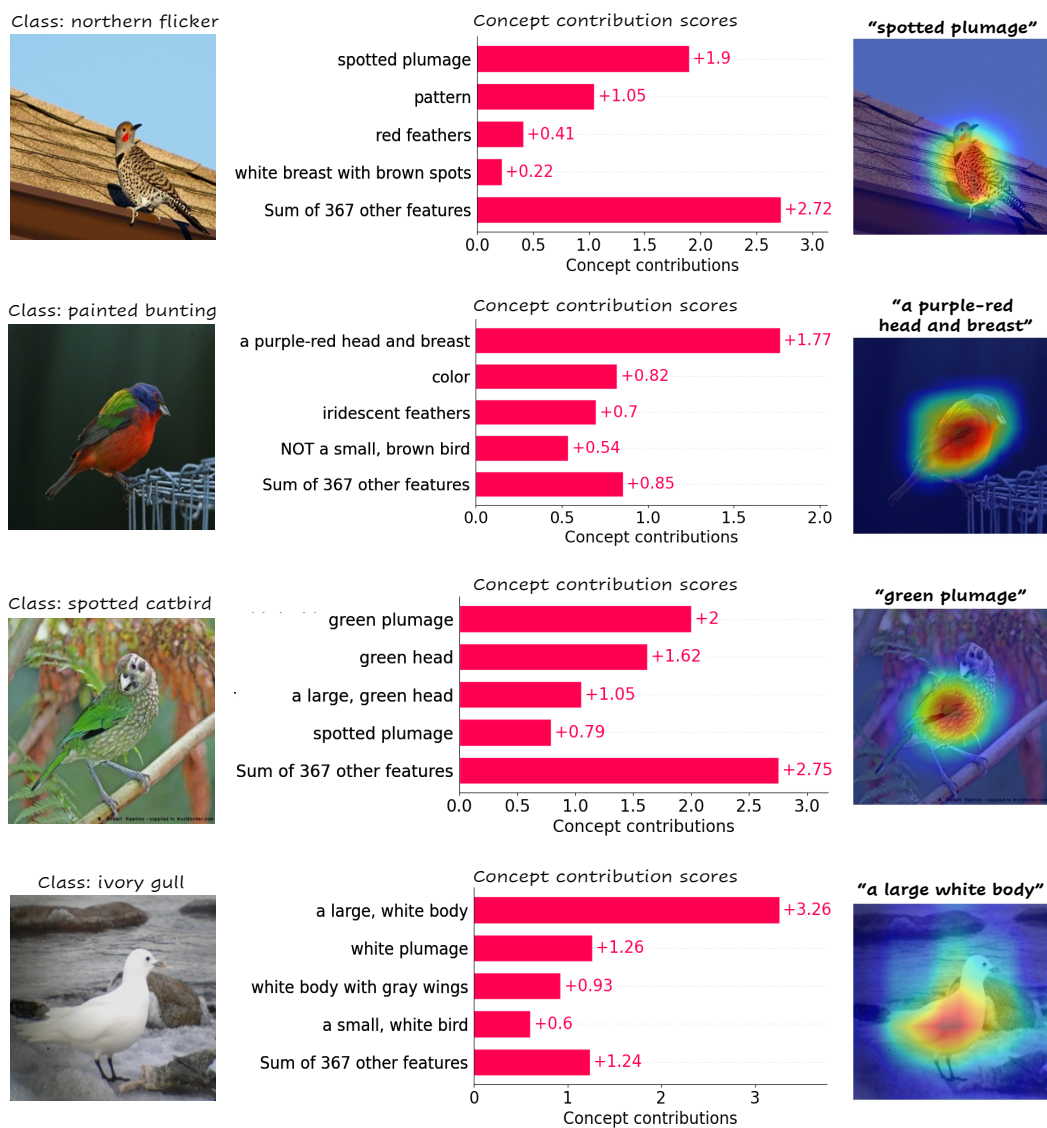 Class: northern flicker
Concept contribution scores
"spotted plumage"
spotted plumage
+1.9
pattern
+1.05
red feathers
+0.41
white breast with brown spots
+0.22
Sum of 367 other features
+2.72
0.0 0.5 1.0 1.5 2.0 2.5 3.0
Concept contributions
Class: painted bunting
Concept contribution scores
"a purple-red
head and breast"
a purple-red head and breast
+1.77
color
+0.82
iridescent feathers
+0.7
NOT a small, brown bird
+0.54
Sum of 367 other features
+0.85
0.0 0.5 1.0 1.5 2.0
Concept contributions
Class: spotted catbird
Concept contribution scores
"green plumage"
green plumage
+2
green head
+1.62
a large, green head
+1.05
spotted plumage
+0.79
Sum of 367 other features
+2.75
0.0 0.5 1.0 1.5 2.0 2.5 3.0
Concept contributions
Class: ivory gull
Concept contribution scores
"a large white body"
a large, white body
+3.26
white plumage
+1.26
white body with gray wings
+0.93
a small, white bird
+0.6
Sum of 367 other features
+1.24
0 1 2 3
Concept contributions